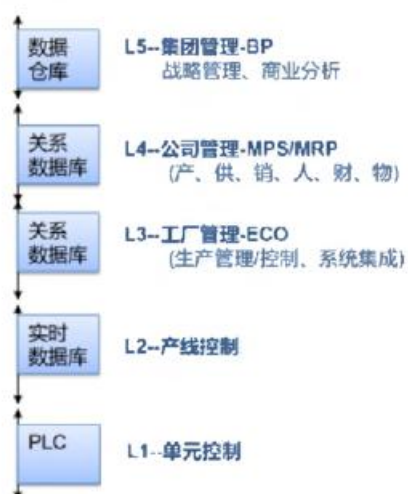 数据
仓库
L5--集团管理-BP
战略管理、商业分析
关系
数据库
L4--公司管理-MPS/MRP
(产、供、销、人、财、物)
关系
数据库
L3--工厂管理-ECO
(生产管理/控制、系统集成)
实时
数据库
L2--产线控制
PLC
L1--单元控制